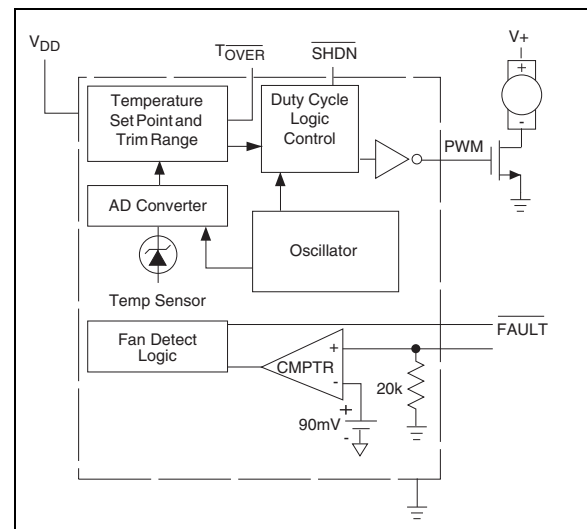 VDD
TOVER
SHDN
V+
+
-
Temperature
Set Point and
Trim Range
Duty Cycle
Logic
Control
PWM
AD Converter
Oscillator
Temp Sensor
Fan Detect
Logic
FAULT
+
CMPTR
-
20k
+
90mV
-